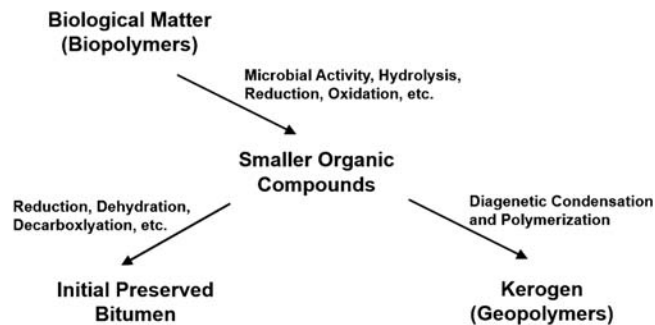 Biological Matter
(Biopolymers)
Microbial Activity, Hydrolysis,
Reduction, Oxidation, etc.
Smaller Organic
Compounds
Reduction, Dehydration,
Decarboxlyation, etc.
Diagenetic Condensation
and Polymerization
Initial Preserved
Bitumen
Kerogen
(Geopolymers)